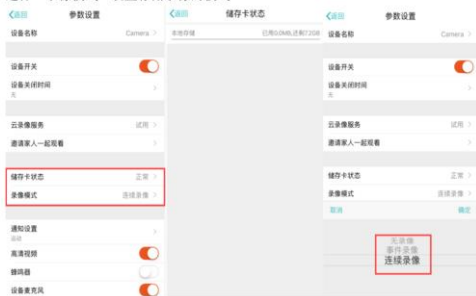 返回
参数设置
设备名称 Camera
设备开关
设备关闭时间
无
云录像服务 试用
邀请家人一起观看
储存卡状态 正常
录像模式 连续录像
通知设置
高清视频
蜂鸣器
设备麦克风
返回
储存卡状态
本地存储
返回
参数设置
设备名称 Camera
设备开关
设备关闭时间
无
云录像服务 试用
邀请家人一起观看
储存卡状态 正常
录像模式 连续录像
取消 确定
无录像
事件录像
连续录像